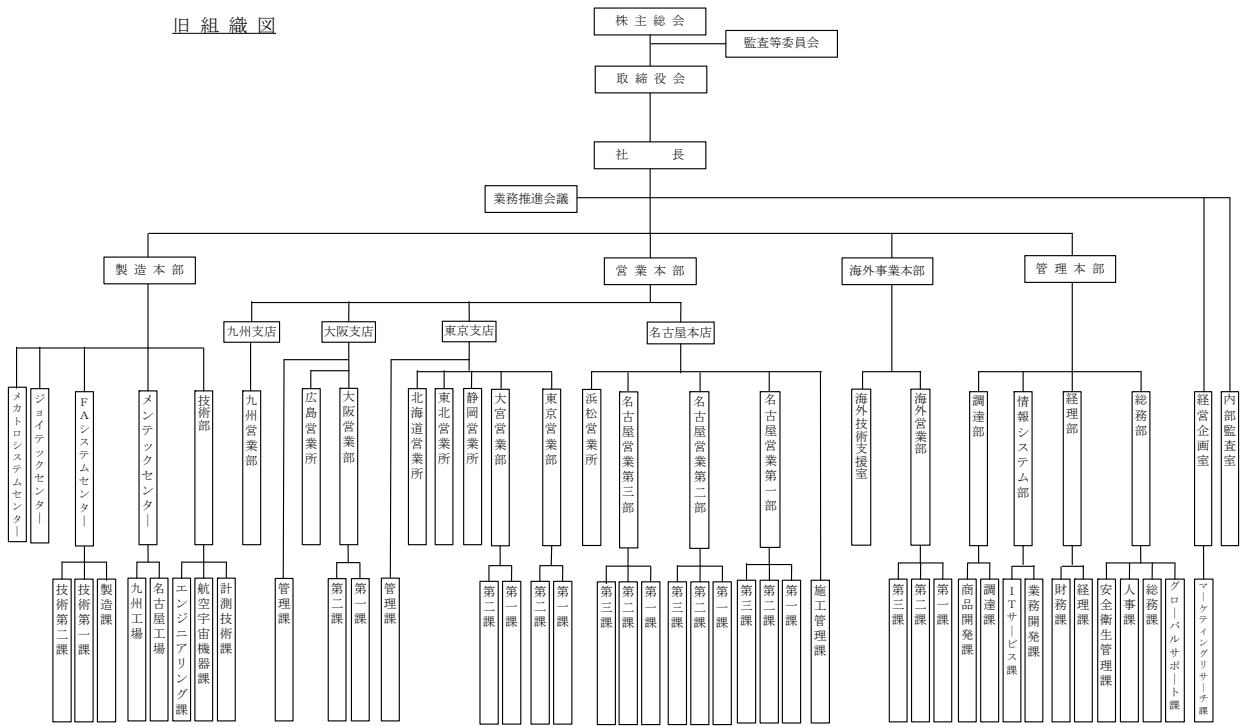 旧組織図
株主総会
監査等委員会
取締役会
社長
業務推進会議
製造本部
営業本部
海外事業本部
管理本部
九州支店
大阪支店
東京支店
名古屋本店
メカトロシステムセンター
ジョイテックセンター
FAシステムセンター
メンテックセンター
技術部
九州営業部
広島営業所
大阪営業部
北海道営業所
東北営業所
静岡営業所
大宮営業部
東京営業部
浜松営業所
名古屋営業第三部
名古屋営業第二部
名古屋営業第一部
海外技術支援室
海外営業部
調達部
情報システム部
経理部
総務部
経営企画室
内部監査室
技術第二課
技術第一課
製造課
九州工場
名古屋工場
エンジニアリング課
航空宇宙機器課
計測技術課
管理課
第二課
第一課
管理課
第二課
第一課
第二課
第一課
第三課
第二課
第一課
第三課
第二課
第一課
第三課
第二課
第一課
施工管理課
第三課
第二課
第一課
商品開発課
調達課
ITサービス課
業務開発課
財務課
経理課
安全衛生管理課
人事課
総務課
グローバルサポート課
マーケティングリサーチ課